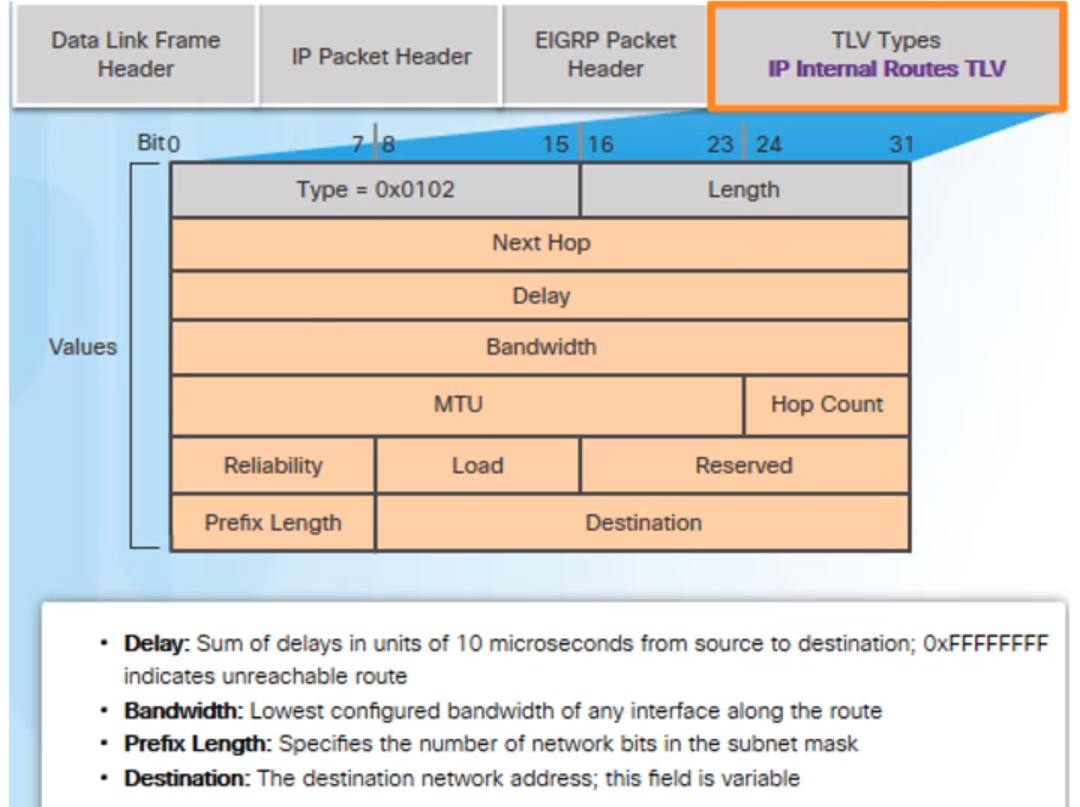 Data Link Frame
Header
IP Packet Header
EIGRP Packet
Header
TLV Types
IP Internal Routes TLV
Bit 0 7 8 15 16 23 24 31
Type = 0x0102 Length
Next Hop
Delay
Values
Bandwidth
MTU Hop Count
Reliability Load Reserved
Prefix Length Destination
• Delay: Sum of delays in units of 10 microseconds from source to destination; 0xFFFFFFFF
indicates unreachable route
• Bandwidth: Lowest configured bandwidth of any interface along the route
• Prefix Length: Specifies the number of network bits in the subnet mask
• Destination: The destination network address; this field is variable